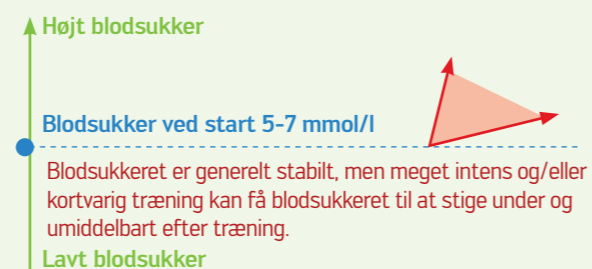 Højt blodsukker
Blodsukker ved start 5-7 mmol/l
Blodsukkeret er generelt stabilt, men meget intens og/eller
kortvarig træning kan få blodsukkeret til at stige under og
umiddelbart efter træning.
Lavt blodsukker